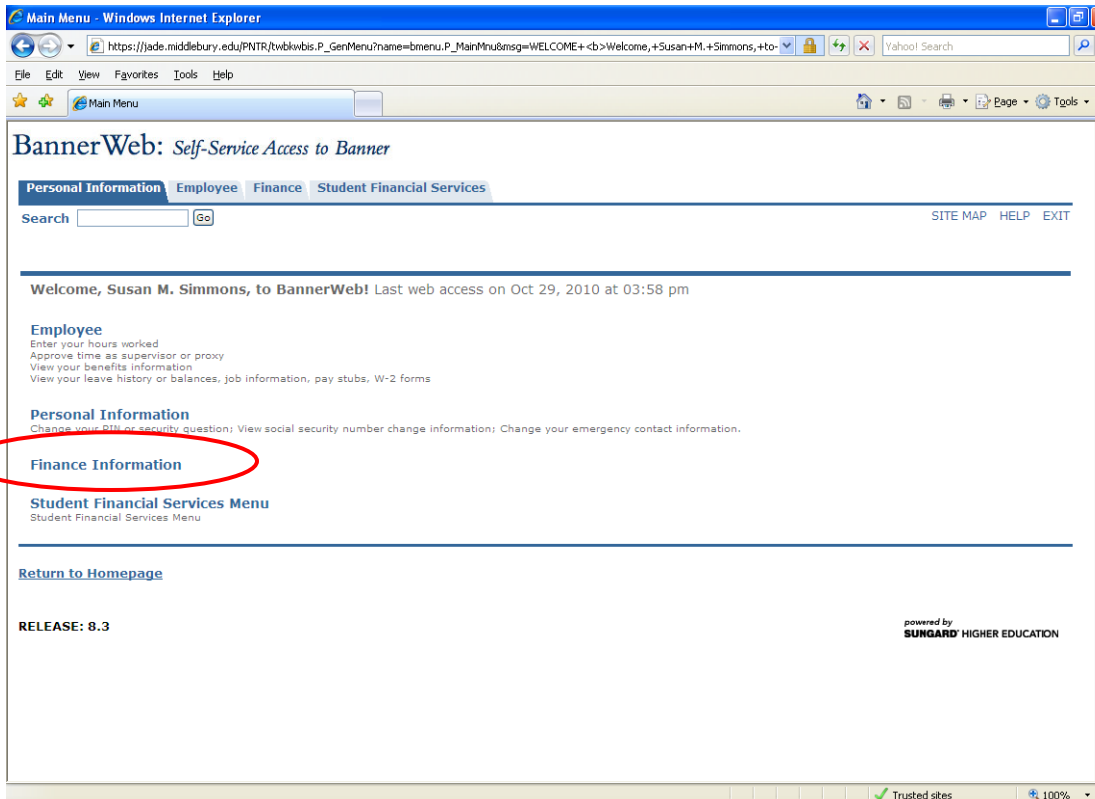 Main Menu - Windows Internet Explorer
https://jade.middlebury.edu/PNTR/twbkwbis.P_GenMenu?name=bmenu.P_MainMnu&msg=WELCOME+<b>Welcome,+Susan+M.+Simmons,+to-
Yahoo! Search
File Edit View Favorites Tools Help
Main Menu
Page Tools
BannerWeb: Self-Service Access to Banner
Personal Information Employee Finance Student Financial Services
Search Go SITE MAP HELP EXIT
Welcome, Susan M. Simmons, to BannerWeb! Last web access on Oct 29, 2010 at 03:58 pm
Employee
Enter your hours worked
Approve time as supervisor or proxy
View your benefits information
View your leave history or balances, job information, pay stubs, W-2 forms
Personal Information
Change your PIN or security question; View social security number change information; Change your emergency contact information.
Finance Information
Student Financial Services Menu
Student Financial Services Menu
Return to Homepage
RELEASE: 8.3
powered by
SUNGARD' HIGHER EDUCATION
Trusted sites 100%